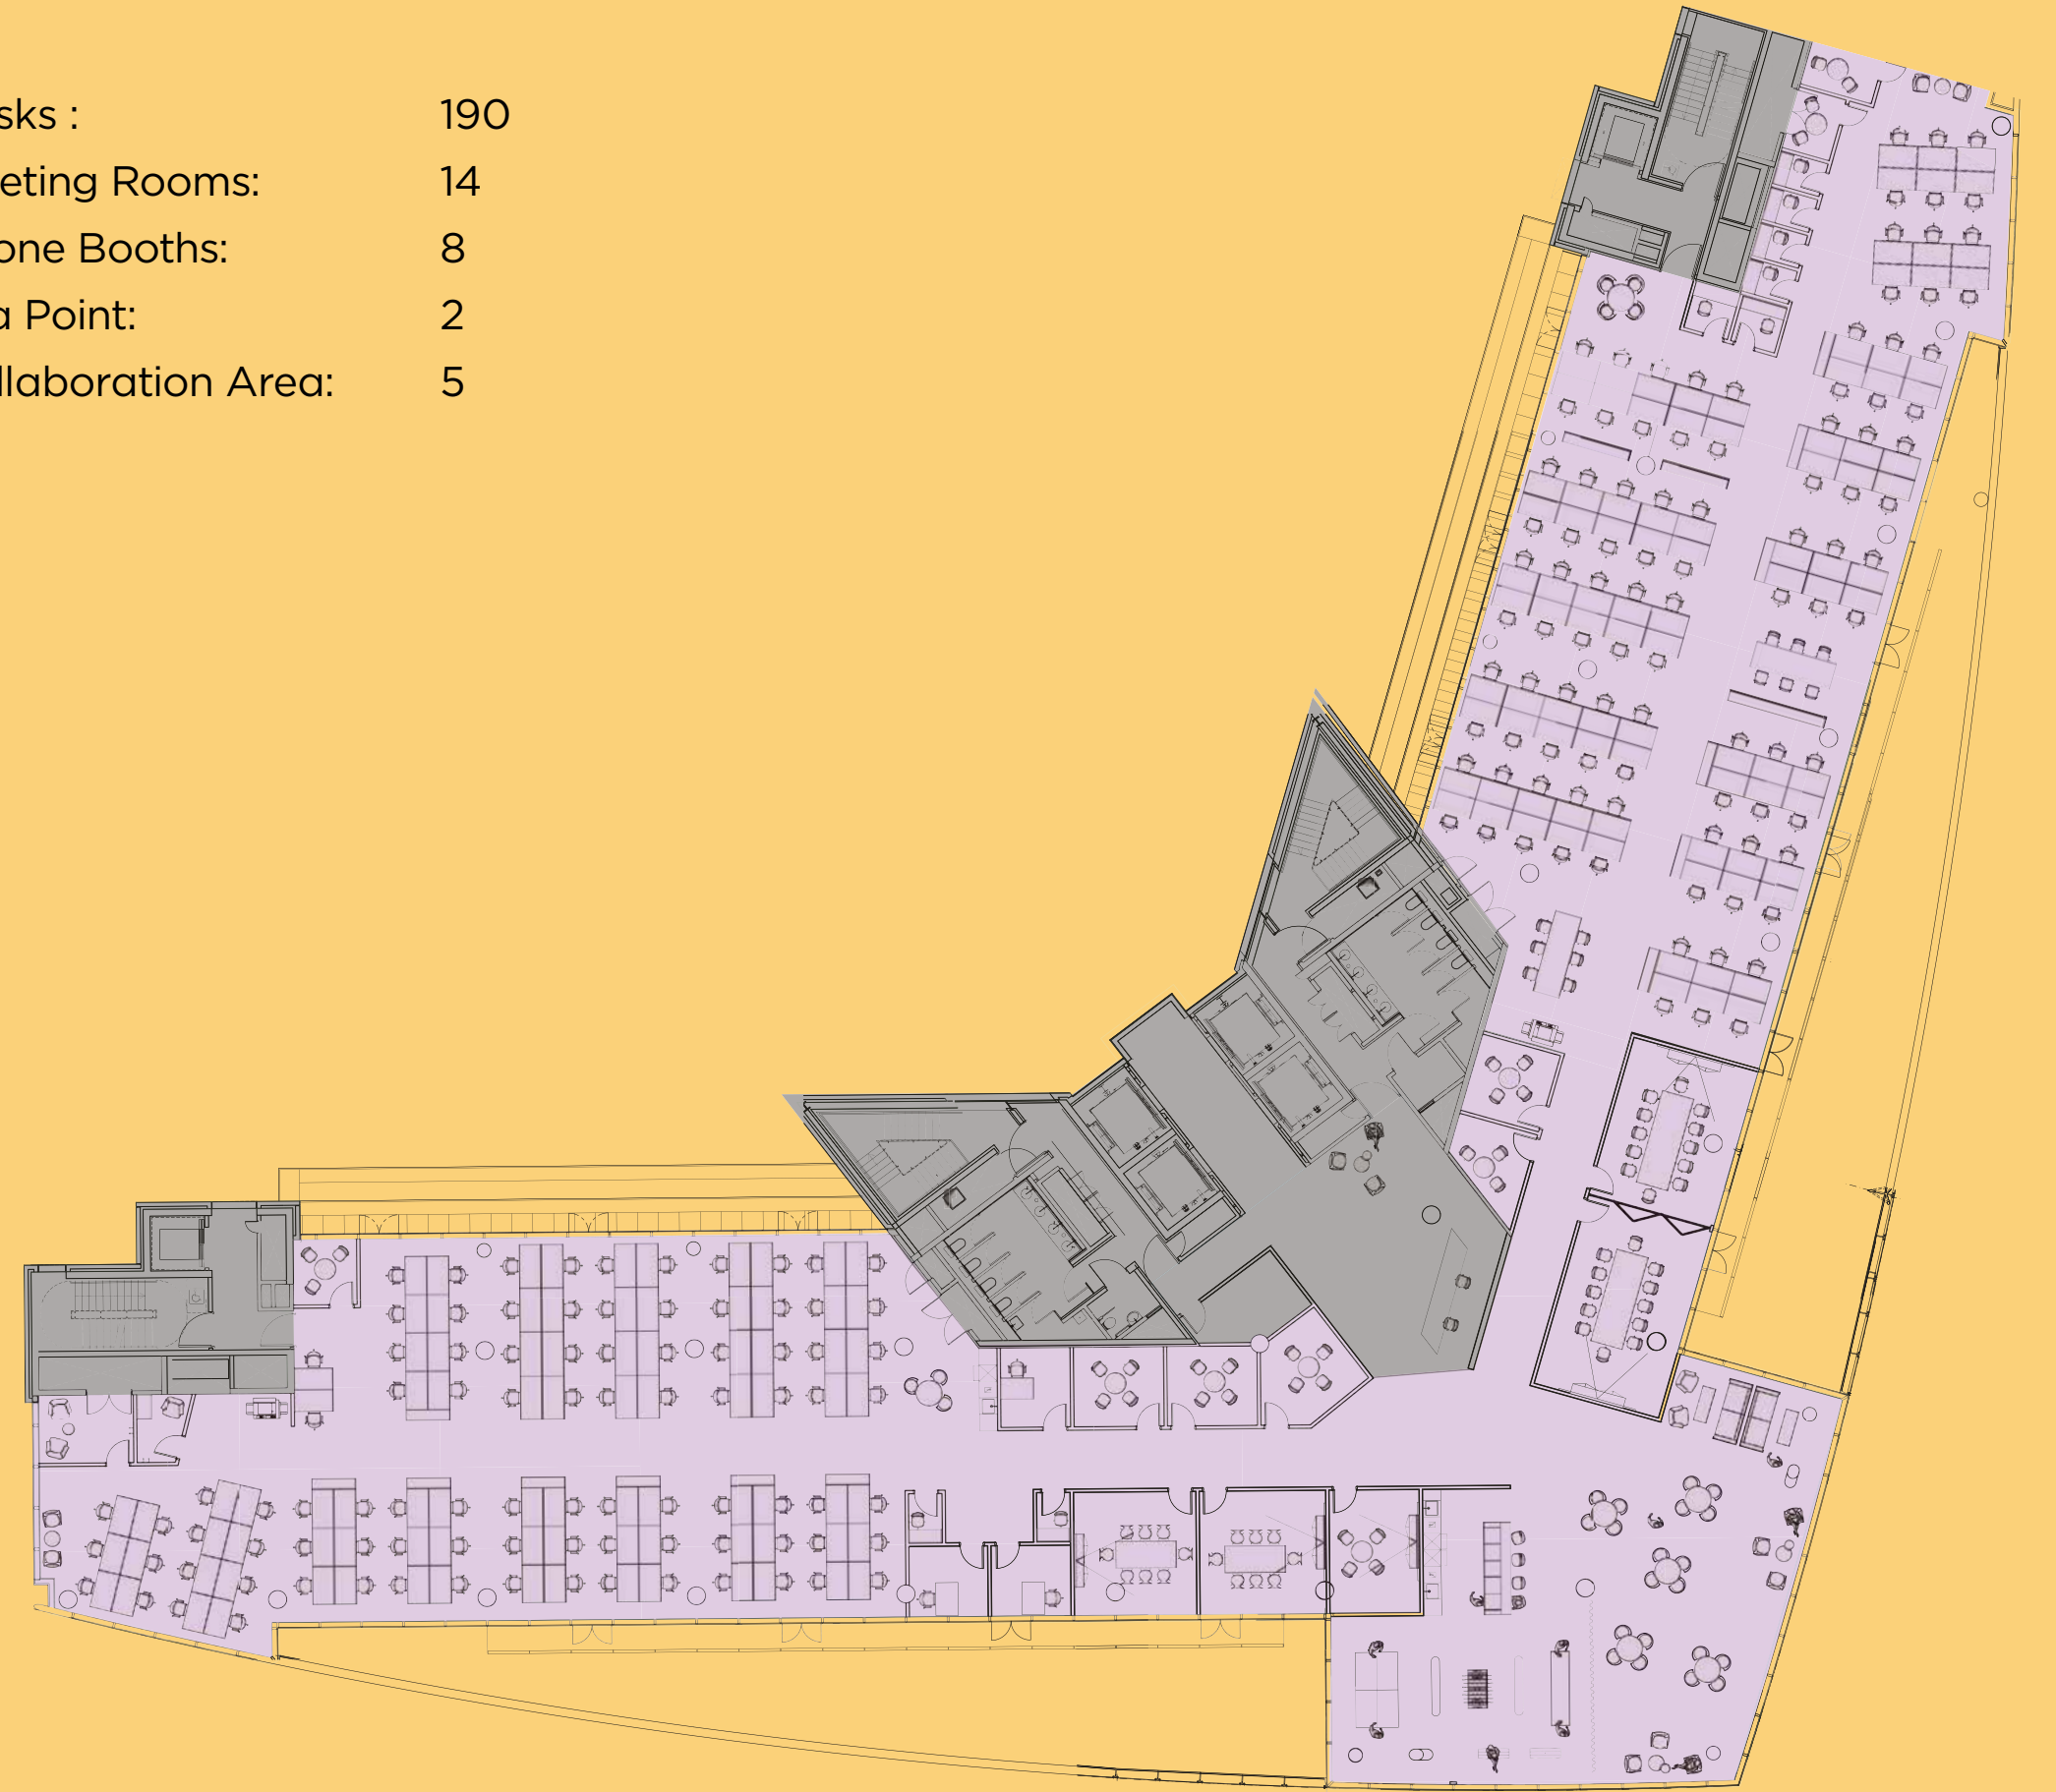 sks : 190
eting Rooms: 14
one Booths: 8
a Point: 2
llaboration Area: 5